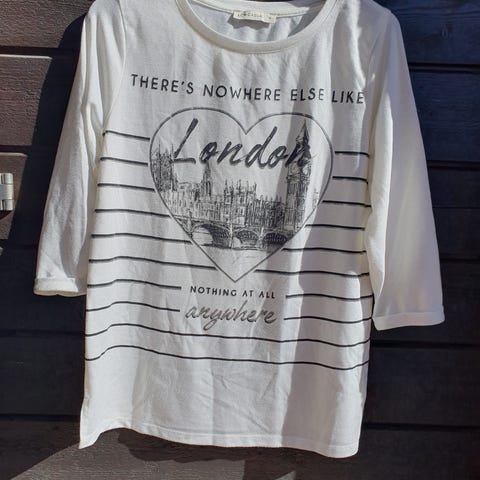 THERE'S NOWHERE ELSE LIKE
London
NOTHING AT ALL
anywhere